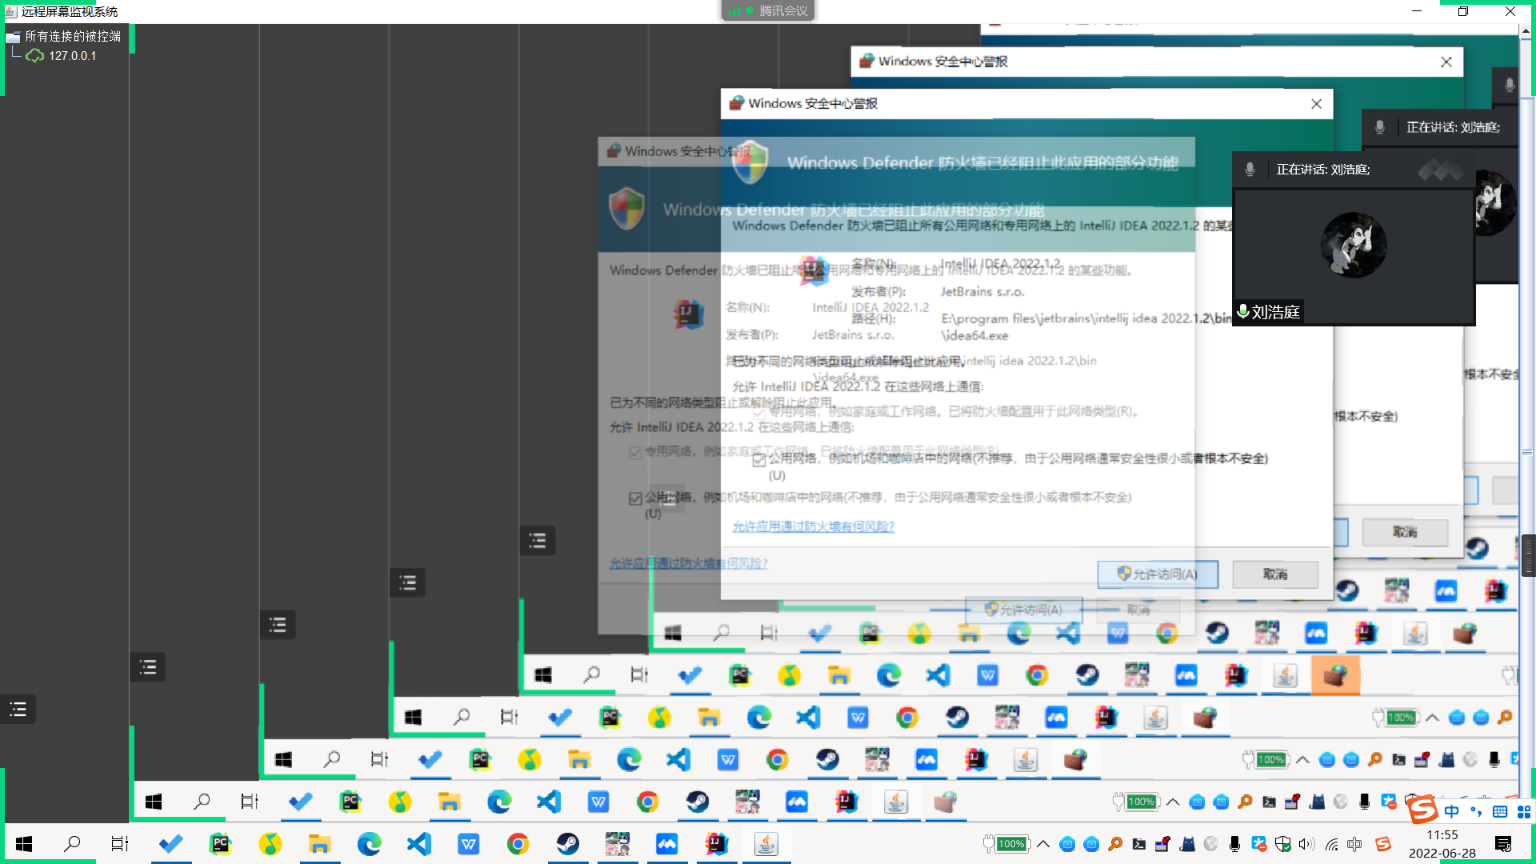 远程屏幕监视系统
腾讯会议
所有连接的被控端
127.0.0.1
Windows 安全中心警报
Windows 安全中心警报
正在讲话: 刘浩庭;
正在讲话: 刘浩庭;
刘浩庭
Windows Defender 防火墙已经阻止此应用的部分功能
Windows Defender 防火墙已阻止所有公用网络和专用网络上的 IntelliJ IDEA 2022.1.2 的某
名称(N):
IntelliJ IDEA 2022.1.2
发布者(P):
JetBrains s.r.o.
路径(H):
E:\program files\jetbrains\intellij idea 2022.1.2\bin
\idea64.exe
已为不同的网络类型阻止或解除阻止此应用。
允许 IntelliJ IDEA 2022.1.2 在这些网络上通信:
专用网络，例如家庭或工作网络。已将防火墙配置用于此网络类型(R)。
公用网络，例如机场和咖啡店中的网络(不推荐，由于公用网络通常安全性很小或者根本不安全)
(U)
允许应用通过防火墙有何风险?
允许访问(A)
取消
Windows 安全中心警报
Windows Defender 防火墙已经阻止此应用的部分功能
Windows Defender 防火墙已阻止所有公用网络和专用网络上的 IntelliJ IDEA 2022.1.2 的某些功能。
名称(N):
IntelliJ IDEA 2022.1.2
发布者(P):
JetBrains s.r.o.
intellij idea 2022.1.2\bin
\idea64.exe
已为不同的网络类型阻止或解除阻止此应用。
允许 IntelliJ IDEA 2022.1.2 在这些网络上通信:
专用网络，例如家庭或工作网络。已将防火墙配置用于此网络类型(R)
公用网络，例如机场和咖啡店中的网络(不推荐，由于公用网络通常安全性很小或者根本不安全)
(U)
允许应用通过防火墙有何风险?
允许访问(A)
取消
根本不安全
根本不安全)
取消
100%
100%
100%
100%
中
11:55
2022-06-28